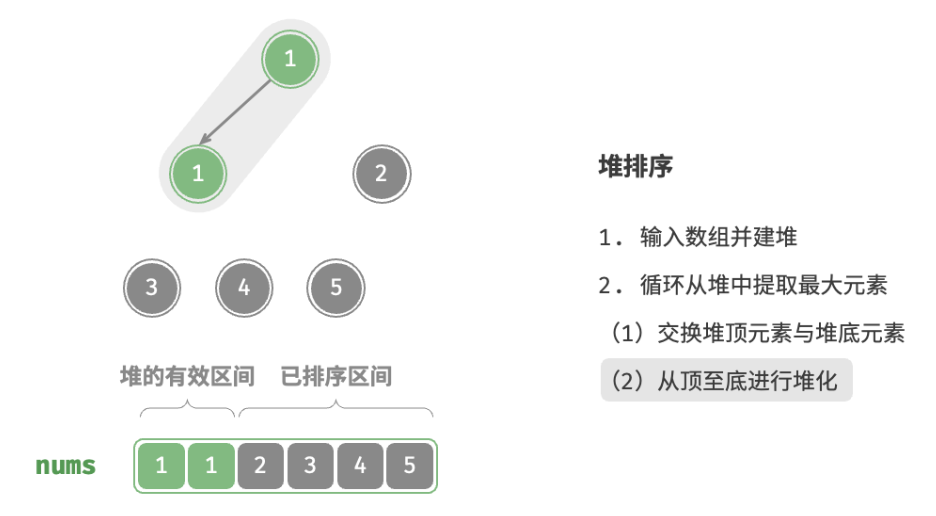 1
1
2
堆排序
1. 输入数组并建堆
2. 循环从堆中提取最大元素
3
4
5
（1）交换堆顶元素与堆底元素
（2）从顶至底进行堆化
堆的有效区间
已排序区间
nums
1
1
2
3
4
5